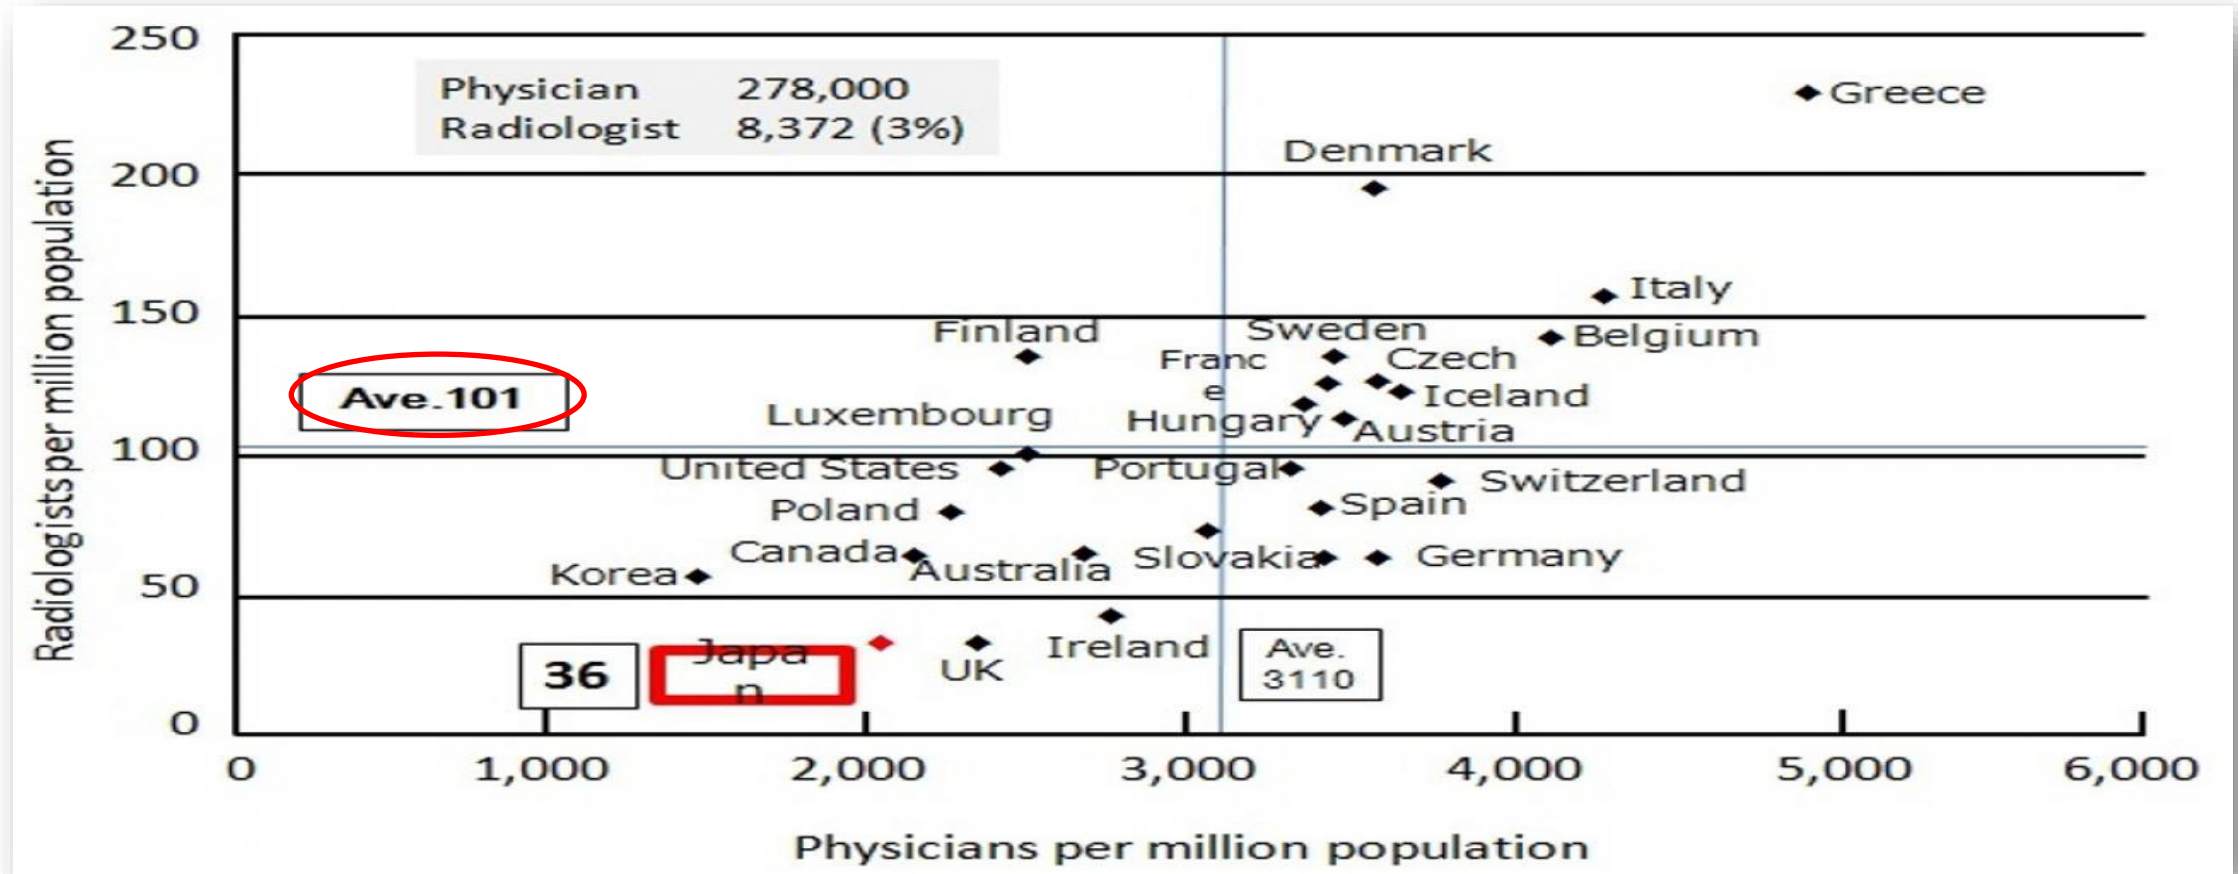 250
Physician 278,000
Radiologist 8,372 (3%)
Greece
Denmark
200
Radiologistsper million population
Italy
150
Finland
Sweden
Belgium
Franc
e
Czech
Ave.101
Iceland
Luxembourg
Hungary
Austria
100
United States
Portugal
Switzerland
Poland
Spain
Canada
Australia
Slovakia
Germany
Korea
50
36
Japa
n
UK
Ireland
Ave.
3110
0
0 1,000 2,000 3,000 4,000 5,000 6,000
Physicians per million population